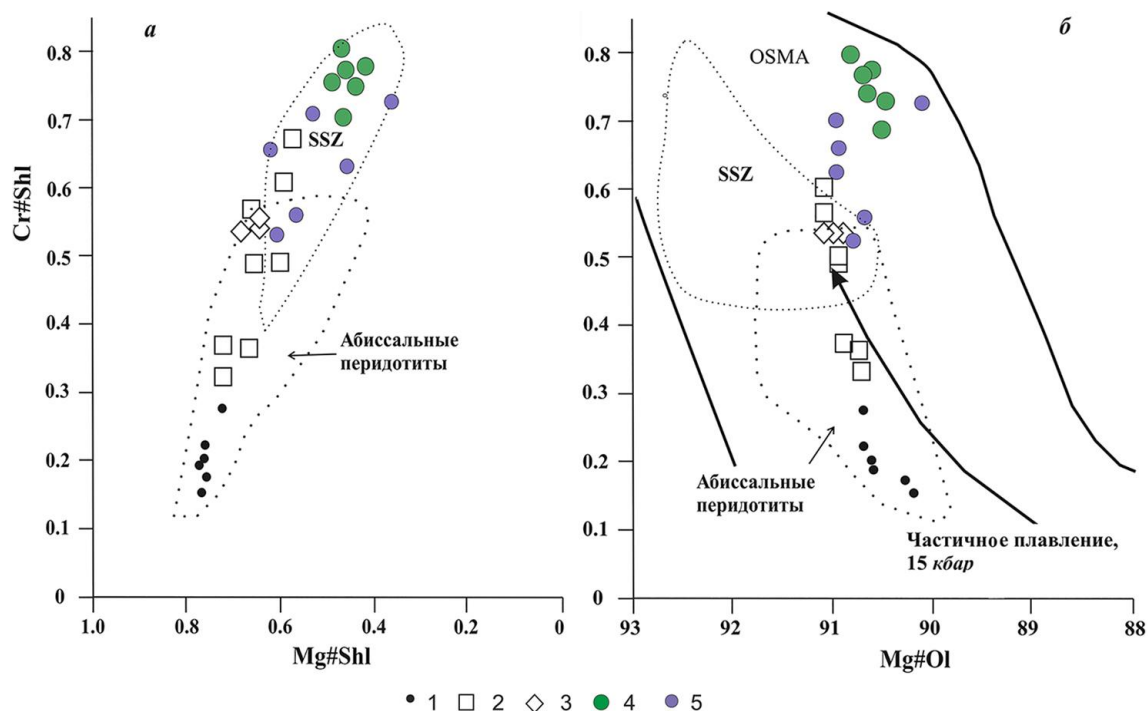 а
Cr#Shl
0.8
0.7
0.6
0.5
0.4
0.3
0.2
0.1
0
SSZ
Абиссальные
перидотиты
1.0
0.8
0.6
0.4
0.2
0
Mg#Shl
б
0.8
0.7
0.6
0.5
0.4
0.3
0.2
0.1
0
OSMA
SSZ
Абиссальные
перидотиты
Частичное плавление,
15 кбар
93
92
91
90
89
88
Mg#Ol
1 2 3 4 5